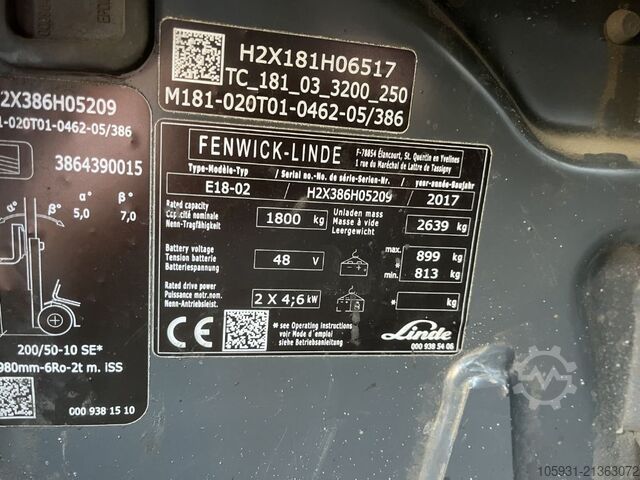 H2X181H06517
TC_181_03_3200_250
M181-020T01-0462-05/386
2X386H05209
1-020T01-0462-05/386
3864390015
α° β° α°
5,0 7,0
200/50-10 SE*
980mm-6Ro-2t m. ISS
000 938 15 10
FENWICK-LINDE
F-78854 Élancourt, St. Quentin en Yvelines
1 rue du Maréchal de Lattre de Tassigny
Type-Modèle-Typ / Serial no.-No. de série-Serien-Nr. / year-année-Baujahr
E18-02 / H2X386H05209 / 2017
Rated capacity
Capacité nominale
Nenn-Tragfähigkeit
1800 kg
Unladen mass
Masse à vide
Leergewicht
2639 kg
Battery voltage
Tension batterie
Batteriespannung
48 V
max. 899 kg
min. 813 kg
Rated drive power
Puissance motr.nom.
Nenn-Antriebsleist.
2 X 4,6 kW
* kg
CE
* see Operating instructions
voir Mode d'emploi
siehe Betriebsanleitung
Linde
000 938 54 06
105931-21363072